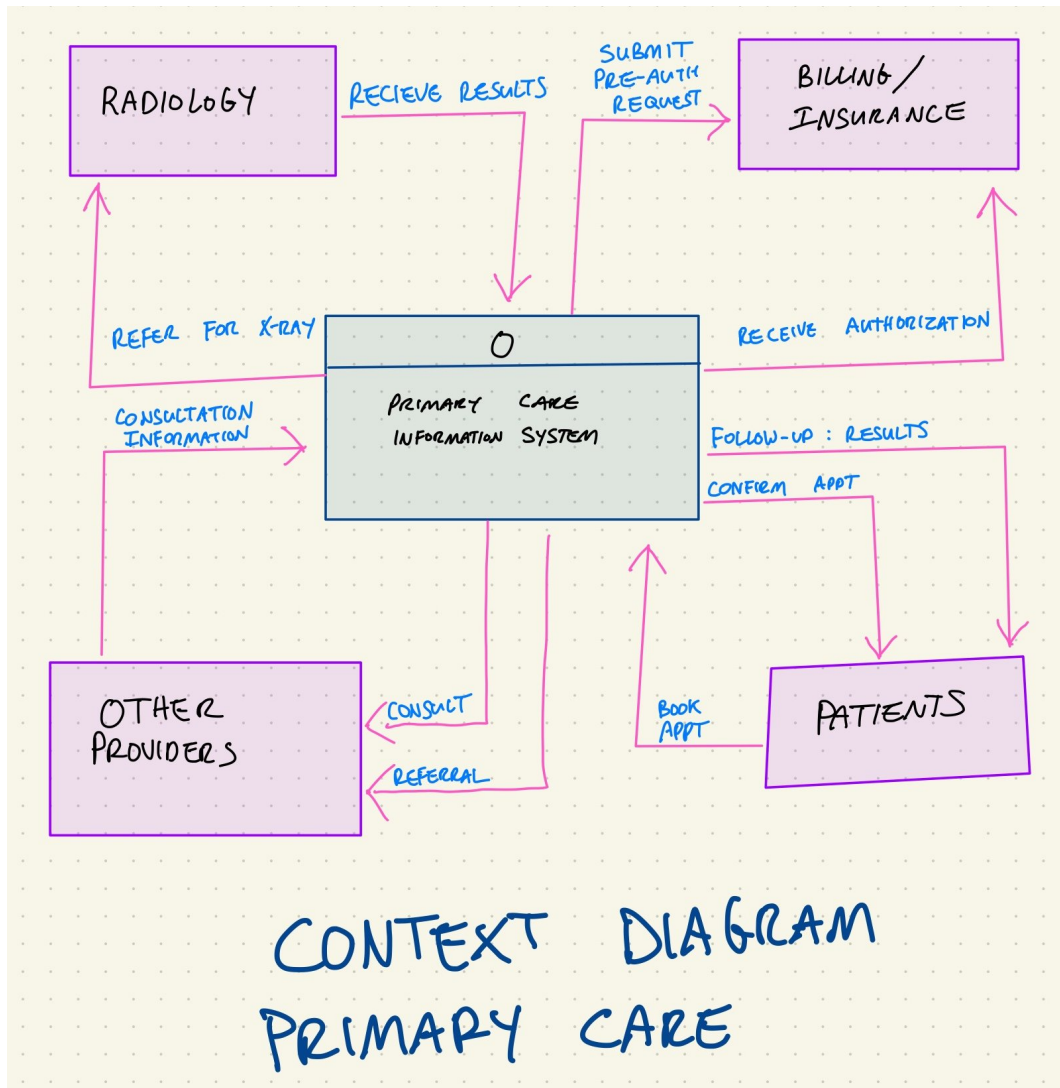 RADIOLOGY
RECIEVE RESULTS
SUBMIT
PRE-AUTH
REQUEST
BILLING/
INSURANCE
REFER FOR X-RAY
O
RECEIVE AUTHORIZATION
PRIMARY CARE
INFORMATION SYSTEM
CONSULTATION
INFORMATION
FOLLOW-UP : RESULTS
CONFIRM APPT
OTHER
PROVIDERS
CONSULT
REFERRAL
BOOK
APPT
PATIENTS
CONTEXT DIAGRAM
PRIMARY CARE